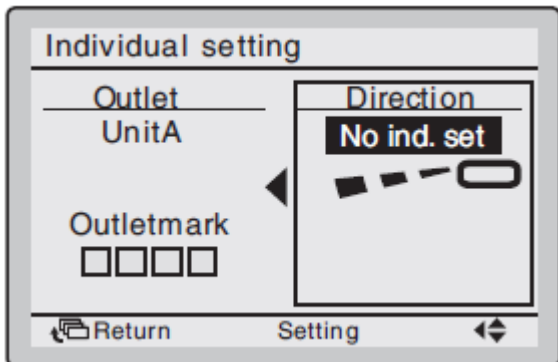 Individual setting
Outlet
UnitA
Outletmark
□□□□
Direction
No ind. set
Return Setting